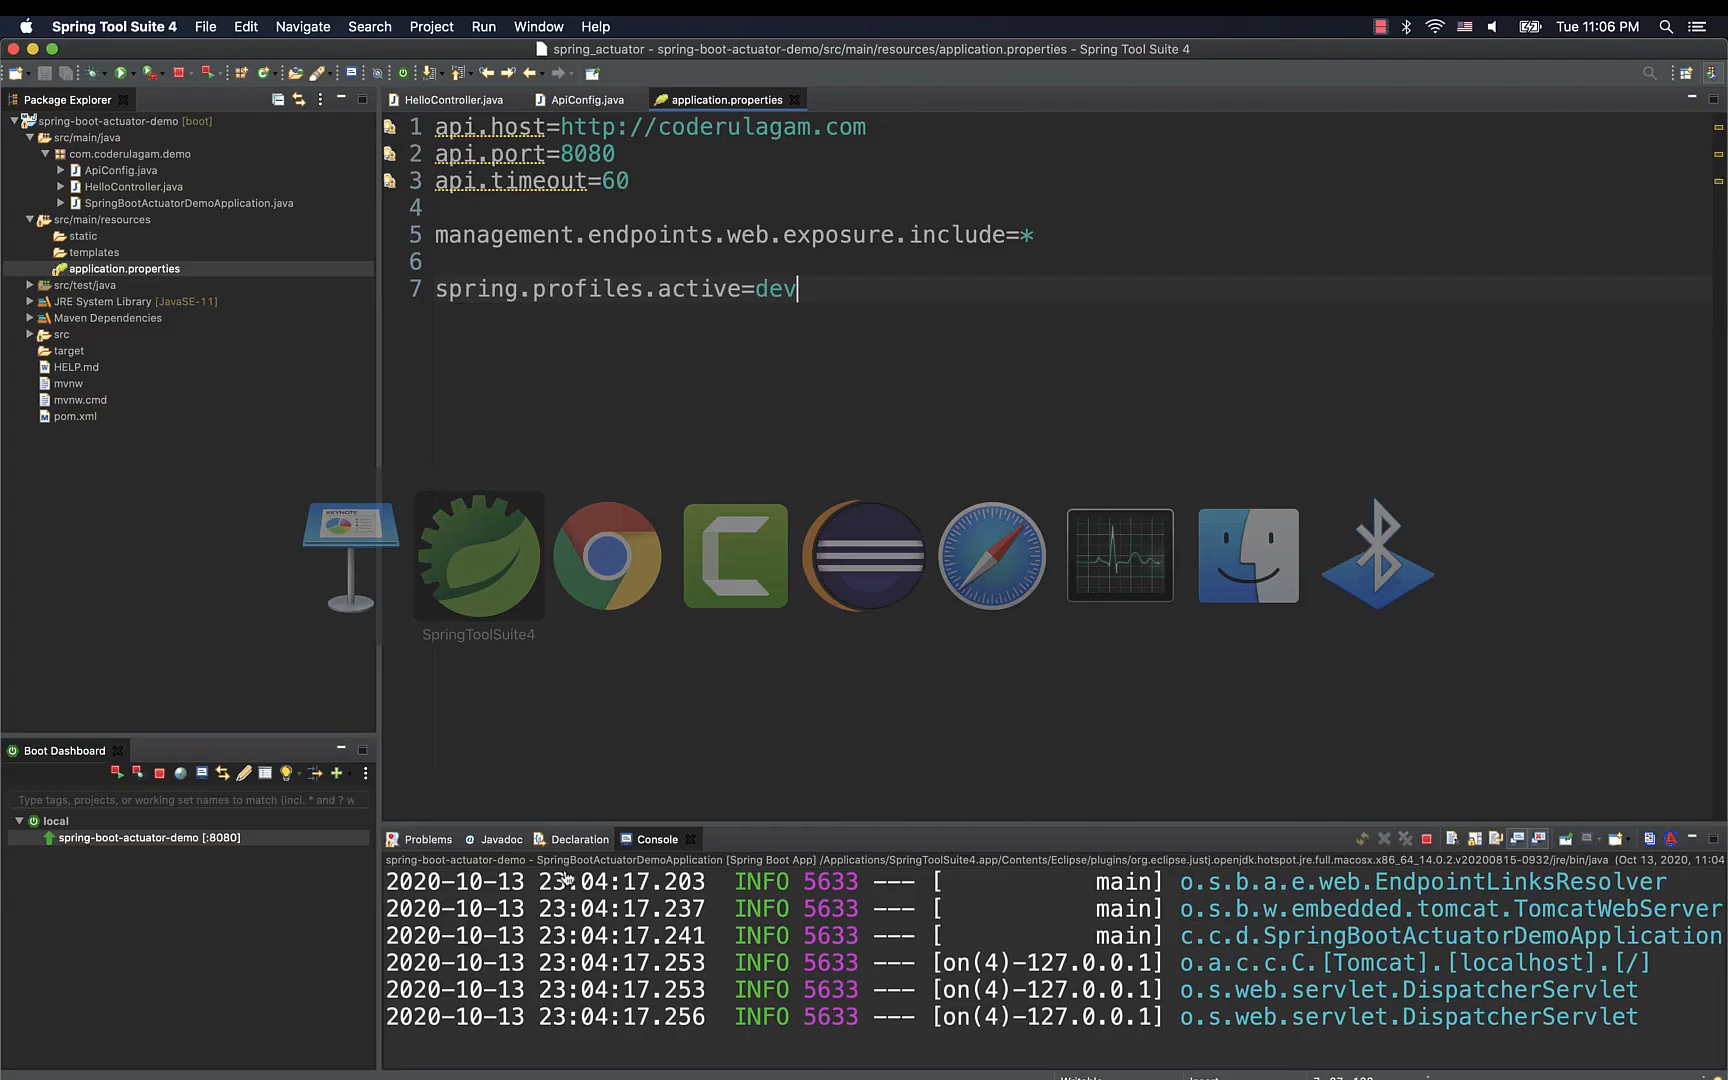 Spring Tool Suite 4 File Edit Navigate Search Project Run Window Help Tue 11:06 PM
spring_actuator - spring-boot-actuator-demo/src/main/resources/application.properties - Spring Tool Suite 4
Package Explorer
spring-boot-actuator-demo [boot]
src/main/java
com.coderulagam.demo
ApiConfig.java
HelloController.java
SpringBootActuatorDemoApplication.java
src/main/resources
static
templates
application.properties
src/test/java
JRE System Library [JavaSE-11]
Maven Dependencies
src
target
HELP.md
mvnw
mvnw.cmd
pom.xml
HelloController.java ApiConfig.java application.properties
1 api.host=http://coderulagam.com
2 api.port=8080
3 api.timeout=60
4
5 management.endpoints.web.exposure.include=*
6
7 spring.profiles.active=dev
KEYNOTE
SpringToolSuite4
Boot Dashboard
Type tags, projects, or working set names to match (incl. * and ? w
local
spring-boot-actuator-demo [:8080]
Problems Javadoc Declaration Console
spring-boot-actuator-demo - SpringBootActuatorDemoApplication [Spring Boot App] /Applications/SpringToolSuite4.app/Contents/Eclipse/plugins/org.eclipse.justj.openjdk.hotspot.jre.full.macosx.x86_64_14.0.2.v20200815-0932/jre/bin/java (Oct 13, 2020, 11:04
2020-10-13 23:04:17.203 INFO 5633 --- [ main] o.s.b.a.e.web.EndpointLinksResolver
2020-10-13 23:04:17.237 INFO 5633 --- [ main] o.s.b.w.embedded.tomcat.TomcatWebServer
2020-10-13 23:04:17.241 INFO 5633 --- [ main] c.c.d.SpringBootActuatorDemoApplication
2020-10-13 23:04:17.253 INFO 5633 --- [on(4)-127.0.0.1] o.a.c.c.C.[Tomcat].[localhost].[/]
2020-10-13 23:04:17.253 INFO 5633 --- [on(4)-127.0.0.1] o.s.web.servlet.DispatcherServlet
2020-10-13 23:04:17.256 INFO 5633 --- [on(4)-127.0.0.1] o.s.web.servlet.DispatcherServlet